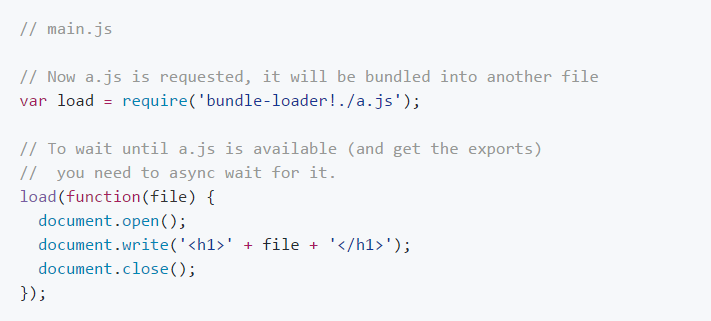 // main.js
// Now a.js is requested, it will be bundled into another file
var load = require('bundle-loader!./a.js');
// To wait until a.js is available (and get the exports)
//  you need to async wait for it.
load(function(file) {
  document.open();
  document.write('<h1>' + file + '</h1>');
  document.close();
});